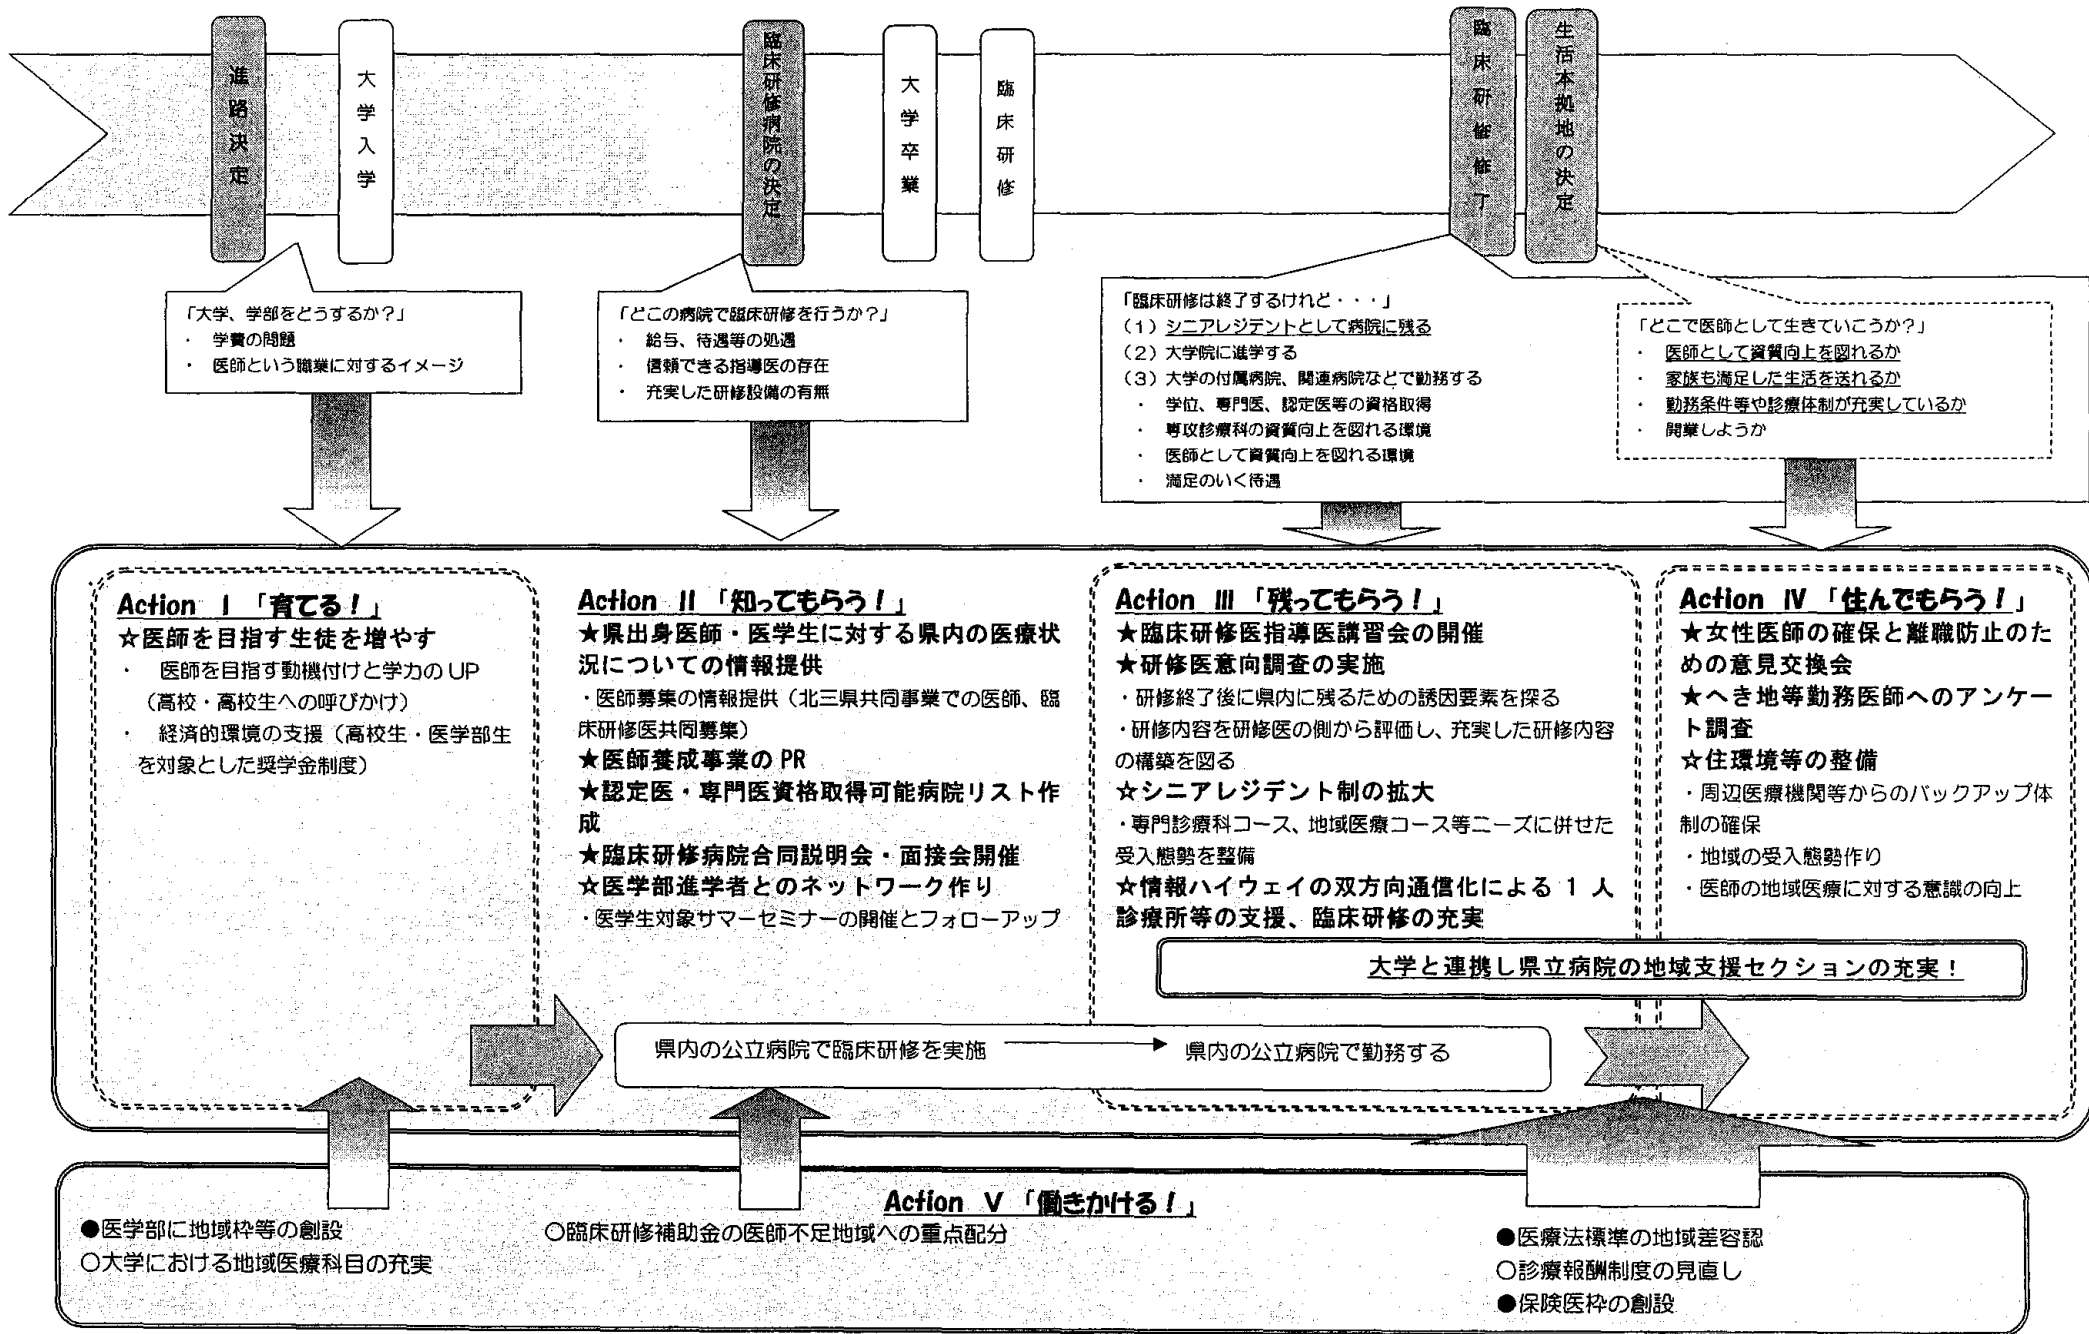 進路決定
大学入学
臨床研修病院の決定
大学卒業
臨床研修
臨床研修修了
生活本拠地の決定
「大学、学部をどうするか?」
・ 学費の問題
・ 医師という職業に対するイメージ
「どこの病院で臨床研修を行うか?」
・ 給与、待遇等の処遇
・ 信頼できる指導医の存在
・ 充実した研修設備の有無
「臨床研修は終了するけれど・・・」
(1)シニアレジデントとして病院に残る
(2)大学院に進学する
(3)大学の付属病院、関連病院などで勤務する
・ 学位、専門医、認定医等の資格取得
・ 専攻診療科の資質向上を図れる環境
・ 医師として資質向上を図れる環境
・ 満足のいく待遇
「どこで医師として生きていこうか?」
・ 医師として資質向上を図れるか
・ 家族も満足した生活を送れるか
・ 勤務条件等や診療体制が充実しているか
・ 開業しようか
Action Ⅰ「育てる!」
☆医師を目指す生徒を増やす
・ 医師を目指す動機付けと学力のUP
(高校・高校生への呼びかけ)
・ 経済的環境の支援(高校生・医学部生
を対象とした奨学金制度)
Action Ⅱ「知ってもらう!」
★県出身医師・医学生に対する県内の医療状
況についての情報提供
・医師募集の情報提供(北三県共同事業での医師、臨
床研修医共同募集)
★医師養成事業のPR
★認定医・専門医資格取得可能病院リスト作
成
★臨床研修病院合同説明会・面接会開催
☆医学部進学者とのネットワーク作り
・医学生対象サマーセミナーの開催とフォローアップ
Action Ⅲ「残ってもらう!」
★臨床研修医指導医講習会の開催
★研修医意向調査の実施
・研修終了後に県内に残るための誘因要素を探る
・研修内容を研修医の側から評価し、充実した研修内容
の構築を図る
☆シニアレジデント制の拡大
・専門診療科コース、地域医療コース等ニーズに併せた
受入態勢を整備
☆情報ハイウェイの双方向通信化による1人
診療所等の支援、臨床研修の充実
Action Ⅳ「住んでもらう!」
★女性医師の確保と離職防止のた
めの意見交換会
★へき地等勤務医師へのアンケー
ト調査
☆住環境等の整備
・周辺医療機関等からのバックアップ体
制の確保
・地域の受入態勢作り
・医師の地域医療に対する意識の向上
大学と連携し県立病院の地域支援セクションの充実!
県内の公立病院で臨床研修を実施 → 県内の公立病院で勤務する
Action Ⅴ「働きかける!」
●医学部に地域枠等の創設
○大学における地域医療科目の充実
○臨床研修補助金の医師不足地域への重点配分
●医療法標準の地域差容認
○診療報酬制度の見直し
●保険医枠の創設